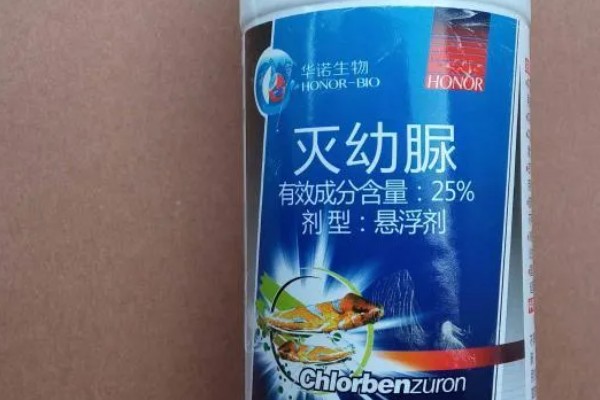 华诺生物
HONOR-BIO
HONOR
灭幼脲
有效成分含量：25%
剂型：悬浮剂
Chlorbenzuron